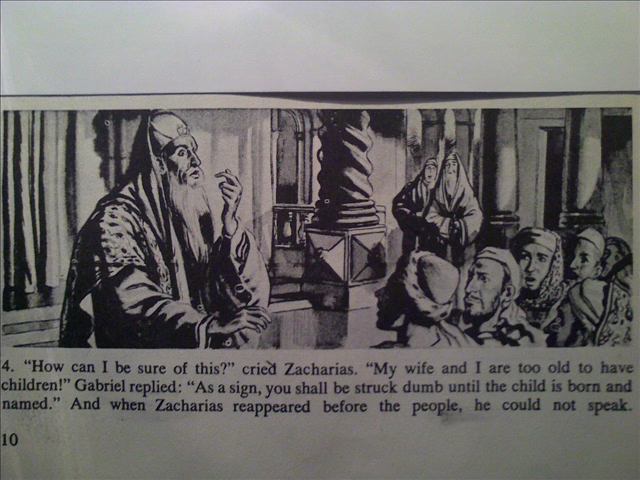 4. “How can I be sure of this?” cried Zacharias. “My wife and I are too old to have
children!” Gabriel replied: “As a sign, you shall be struck dumb until the child is born and
named.” And when Zacharias reappeared before the people, he could not speak.
10